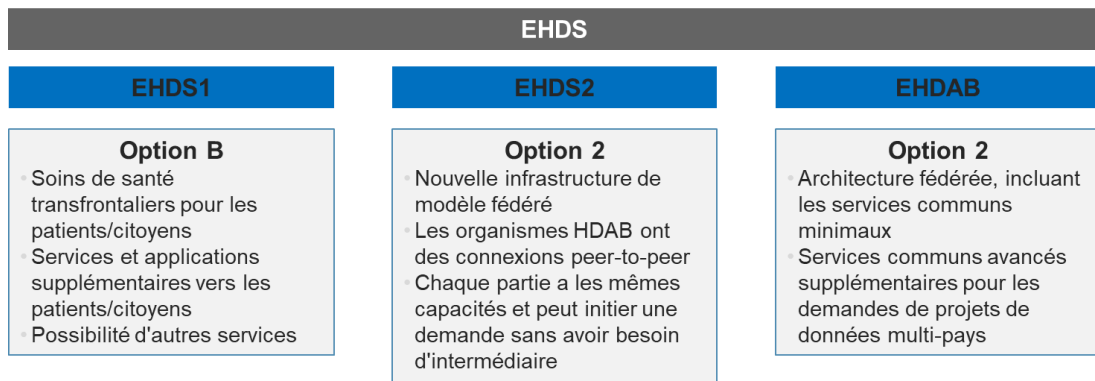 EHDS
EHDS1
Option B
Soins de santé
transfrontaliers pour les
patients/citoyens
Services et applications
supplémentaires vers les
patients/citoyens
Possibilité d'autres services
EHDS2
Option 2
Nouvelle infrastructure de
modèle fédéré
Les organismes HDAB ont
des connexions peer-to-peer
Chaque partie a les mêmes
capacités et peut initier une
demande sans avoir besoin
d'intermédiaire
EHDAB
Option 2
Architecture fédérée, incluant
les services communs
minimaux
Services communs avancés
supplémentaires pour les
demandes de projets de
données multi-pays